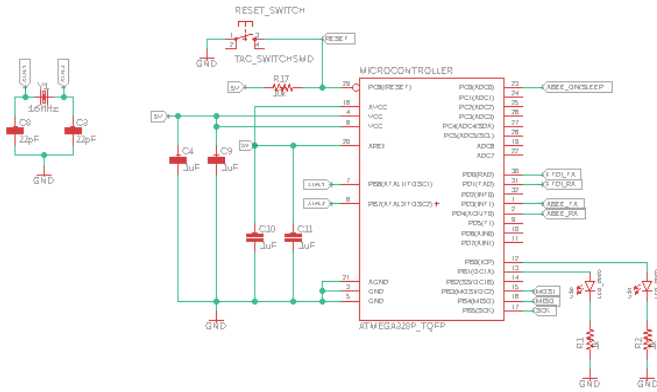 RESET_SWITCH
1
3
2
4
RESET
GND
TAC_SWITCHSMD
MICROCONTROLLER
XTAL1
XTAL2
5V
R17
10k
29
PC6(/RESET)
PC0(ADC0)
23
XBEE_ON/SLEEP
PC1(ADC1)
24
PC2(ADC2)
25
Y1
16MHz
18
AVCC
PC3(ADC3)
26
5V
4
VCC
PC4(ADC4/SDA)
27
6
VCC
PC5(ADC5/SCL)
28
C8
22pF
C3
22pF
5V
20
AREF
ADC6
19
ADC7
22
C4
.1uF
C9
.1uF
GND
PD0(RXD)
30
FTDI_TX
PD1(TXD)
31
FTDI_RX
XTAL1
7
PB6(XTAL1/TOSC1)
PD2(INT0)
32
PD3(INT1)
1
XBEE_TX
XTAL2
8
PB7(XTAL2/TOSC2)
PD4(XCK/T0)
2
XBEE_RX
PD5(T1)
9
C10
.1uF
C11
.1uF
PD6(AIN0)
10
PD7(AIN1)
11
PB0(ICP)
12
PB1(OC1A)
13
21
AGND
PB2(SS/OC1B)
14
3
GND
PB3(MOSI/OC2)
15
MOSI
5
GND
PB4(MISO)
16
MISO
PB5(SCK)
17
SCK
GND
ATMEGA328P_TQFP
R1
1K
R2
1K
GND
GND